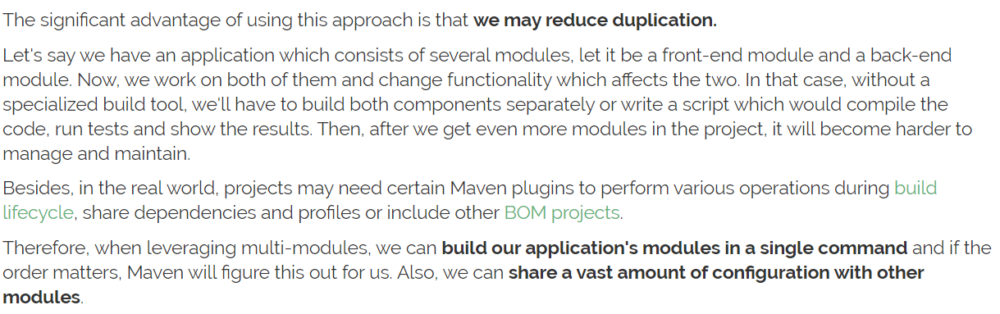 The significant advantage of using this approach is that we may reduce duplication.
Let's say we have an application which consists of several modules, let it be a front-end module and a back-end
module. Now, we work on both of them and change functionality which affects the two. In that case, without a
specialized build tool, we'll have to build both components separately or write a script which would compile the
code, run tests and show the results. Then, after we get even more modules in the project, it will become harder to
manage and maintain.
Besides, in the real world, projects may need certain Maven plugins to perform various operations during build
lifecycle, share dependencies and profiles or include other BOM projects.
Therefore, when leveraging multi-modules, we can build our application's modules in a single command and if the
order matters, Maven will figure this out for us. Also, we can share a vast amount of configuration with other
modules.